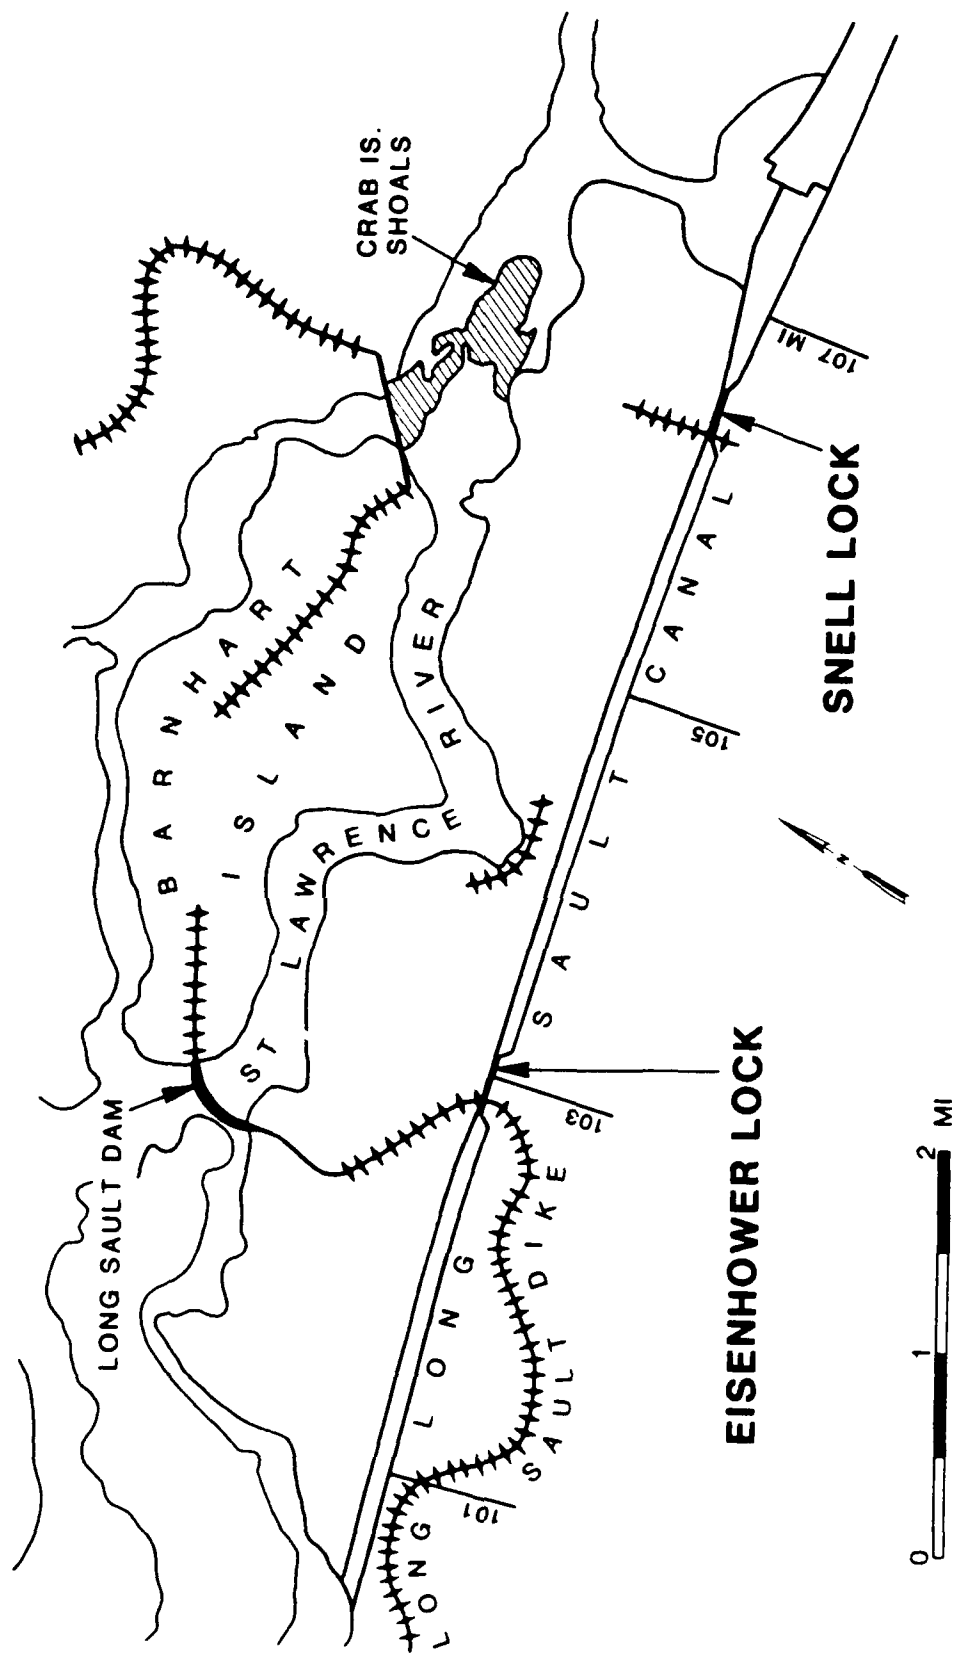 CRAB IS.
SHOALS
BARNHART
ISLAND
LONG SAULT DAM
ST LAWRENCE RIVER
107 MI
105
103
101
SNELL LOCK
LONG SAULT CANAL
EISENHOWER LOCK
LONG SAULT DIKE
N
0 1 2 MI